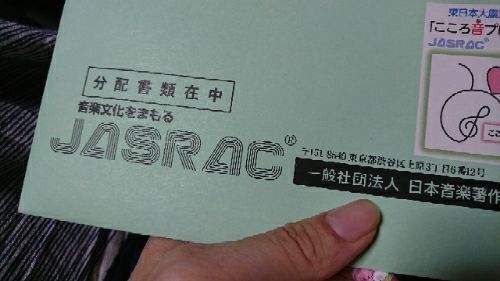 東日本大震
「こころ音プ
JASRAC®
ここ
分配書類在中
音楽文化をまもる
JASRAC®
〒151-8540 東京都渋谷区上原3丁目6番12号
一般社団法人 日本音楽著作